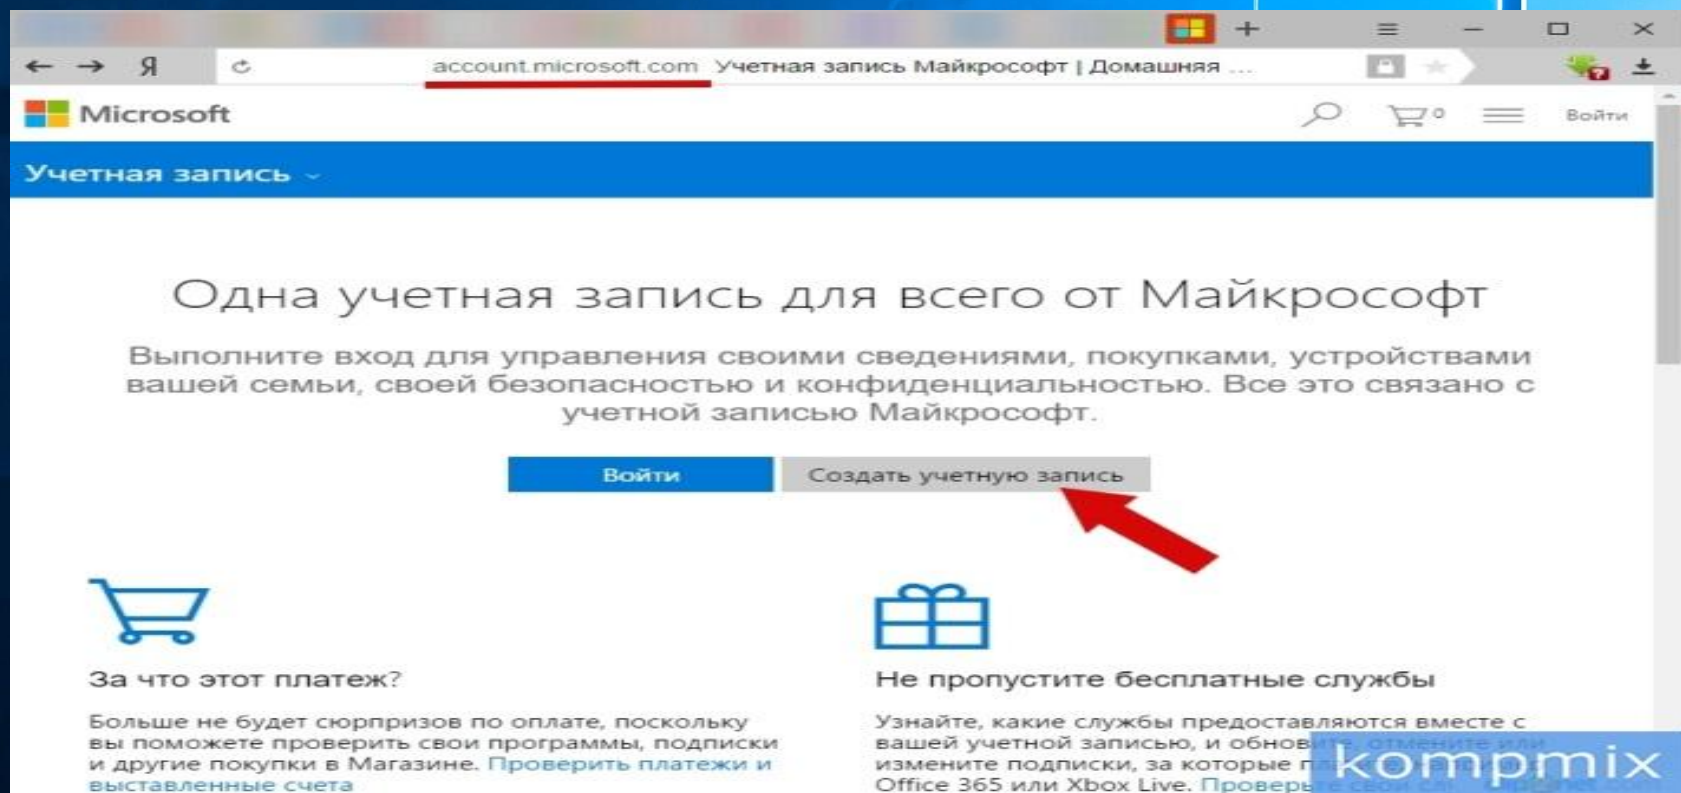 Я
account.microsoft.com Учетная запись Майкрософт | Домашняя ...
Microsoft
0
Войти
Учетная запись
Одна учетная запись для всего от Майкрософт
Выполните вход для управления своими сведениями, покупками, устройствами
вашей семьи, своей безопасностью и конфиденциальностью. Все это связано с
учетной записью Майкрософт.
Войти
Создать учетную запись
За что этот платеж?
Больше не будет сюрпризов по оплате, поскольку
вы поможете проверить свои программы, подписки
и другие покупки в Магазине. Проверить платежи и
выставленные счета
Не пропустите бесплатные службы
Узнайте, какие службы предоставляются вместе с
вашей учетной записью, и обновите, отмените или
измените подписки, за которые
Office 365 или Xbox Live.
kompmix